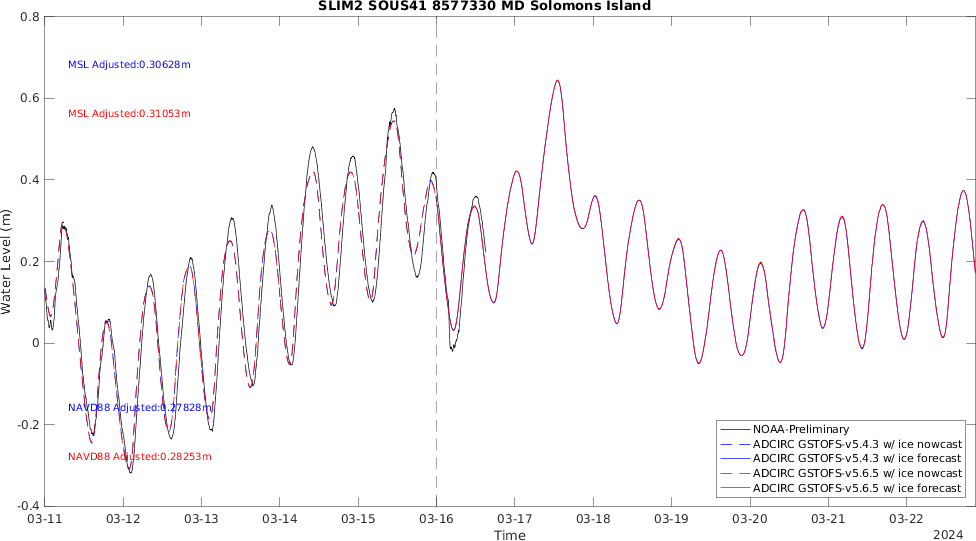 SLIM2 SOUS41 8577330 MD Solomons Island
0.8
0.6
0.4
0.2
0
-0.2
-0.4
Water Level (m)
MSL Adjusted:0.30628m
MSL Adjusted:0.31053m
NAVD88 Adjusted:0.27828m
NAVD88 Adjusted:0.28253m
NOAA-Preliminary
ADCIRC GSTOFS-v5.4.3 w/ ice nowcast
ADCIRC GSTOFS-v5.4.3 w/ ice forecast
ADCIRC GSTOFS-v5.6.5 w/ ice nowcast
ADCIRC GSTOFS-v5.6.5 w/ ice forecast
03-11 03-12 03-13 03-14 03-15 03-16 03-17 03-18 03-19 03-20 03-21 03-22
Time
2024